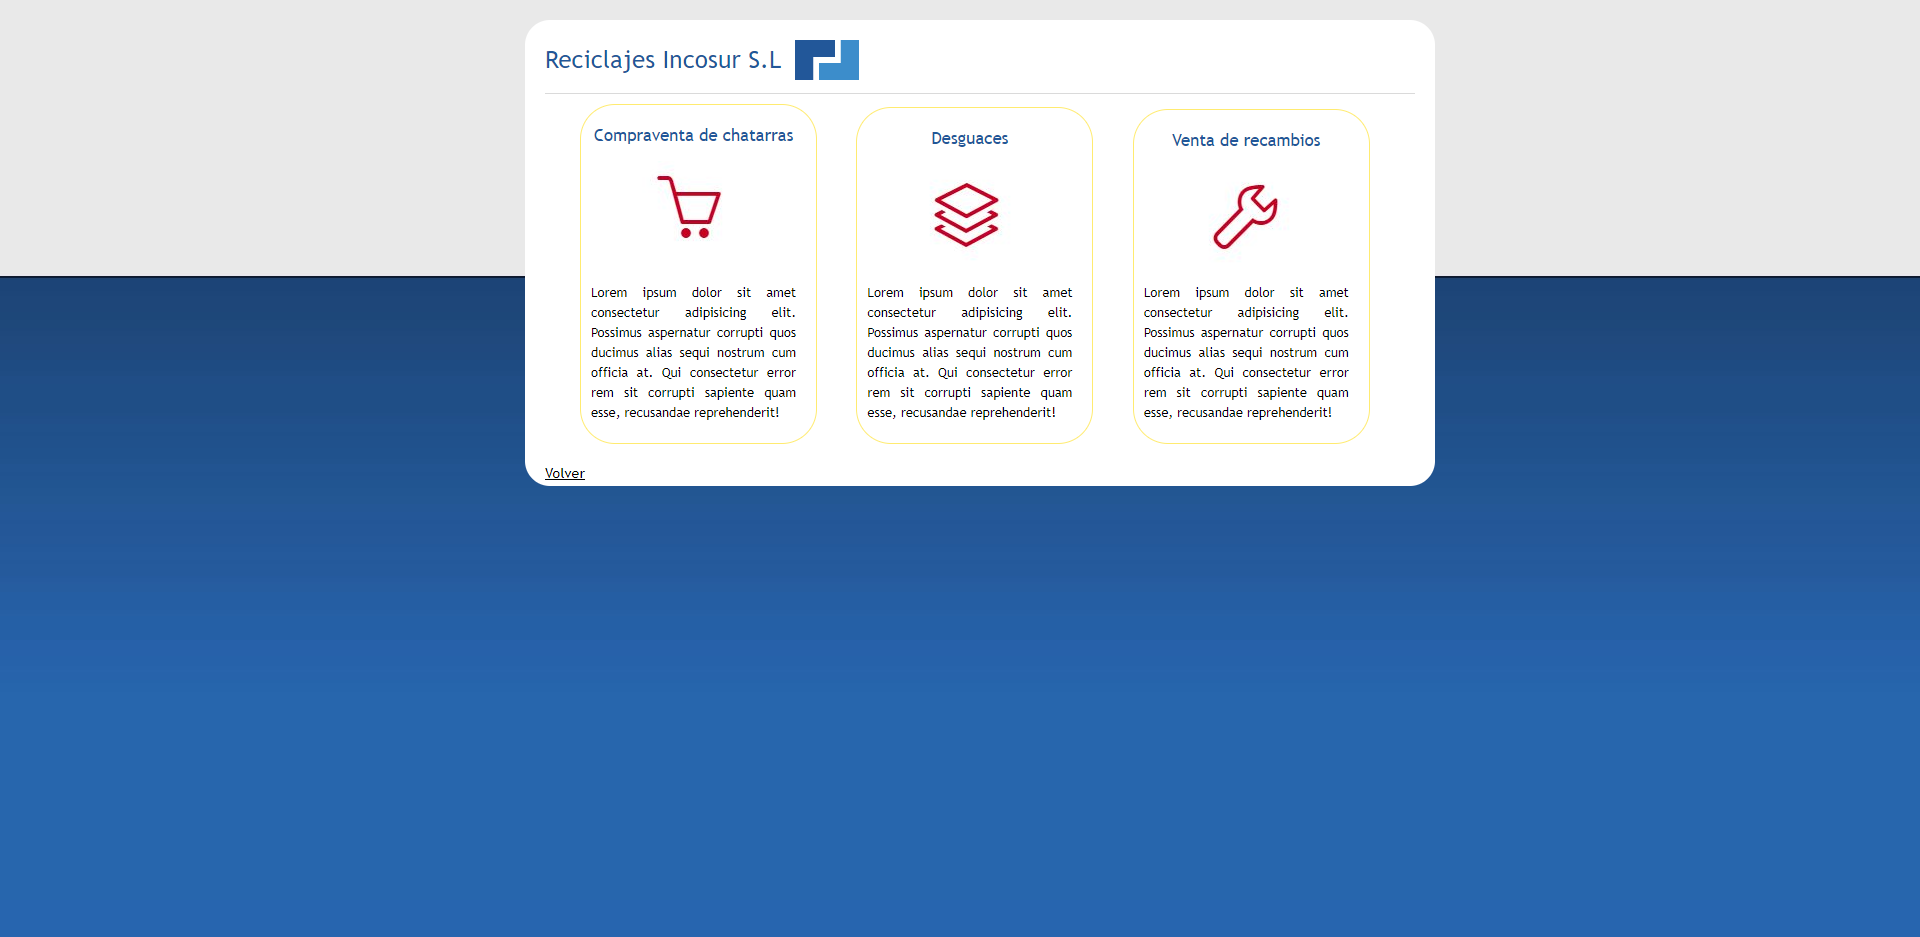 Reciclajes Incosur S.L
Compraventa de chatarras
Lorem ipsum dolor sit amet
consectetur adipisicing elit.
Possimus aspernatur corrupti quos
ducimus alias sequi nostrum cum
officia at. Qui consectetur error
rem sit corrupti sapiente quam
esse, recusandae reprehenderit!
Desguaces
Lorem ipsum dolor sit amet
consectetur adipisicing elit.
Possimus aspernatur corrupti quos
ducimus alias sequi nostrum cum
officia at. Qui consectetur error
rem sit corrupti sapiente quam
esse, recusandae reprehenderit!
Venta de recambios
Lorem ipsum dolor sit amet
consectetur adipisicing elit.
Possimus aspernatur corrupti quos
ducimus alias sequi nostrum cum
officia at. Qui consectetur error
rem sit corrupti sapiente quam
esse, recusandae reprehenderit!
Volver